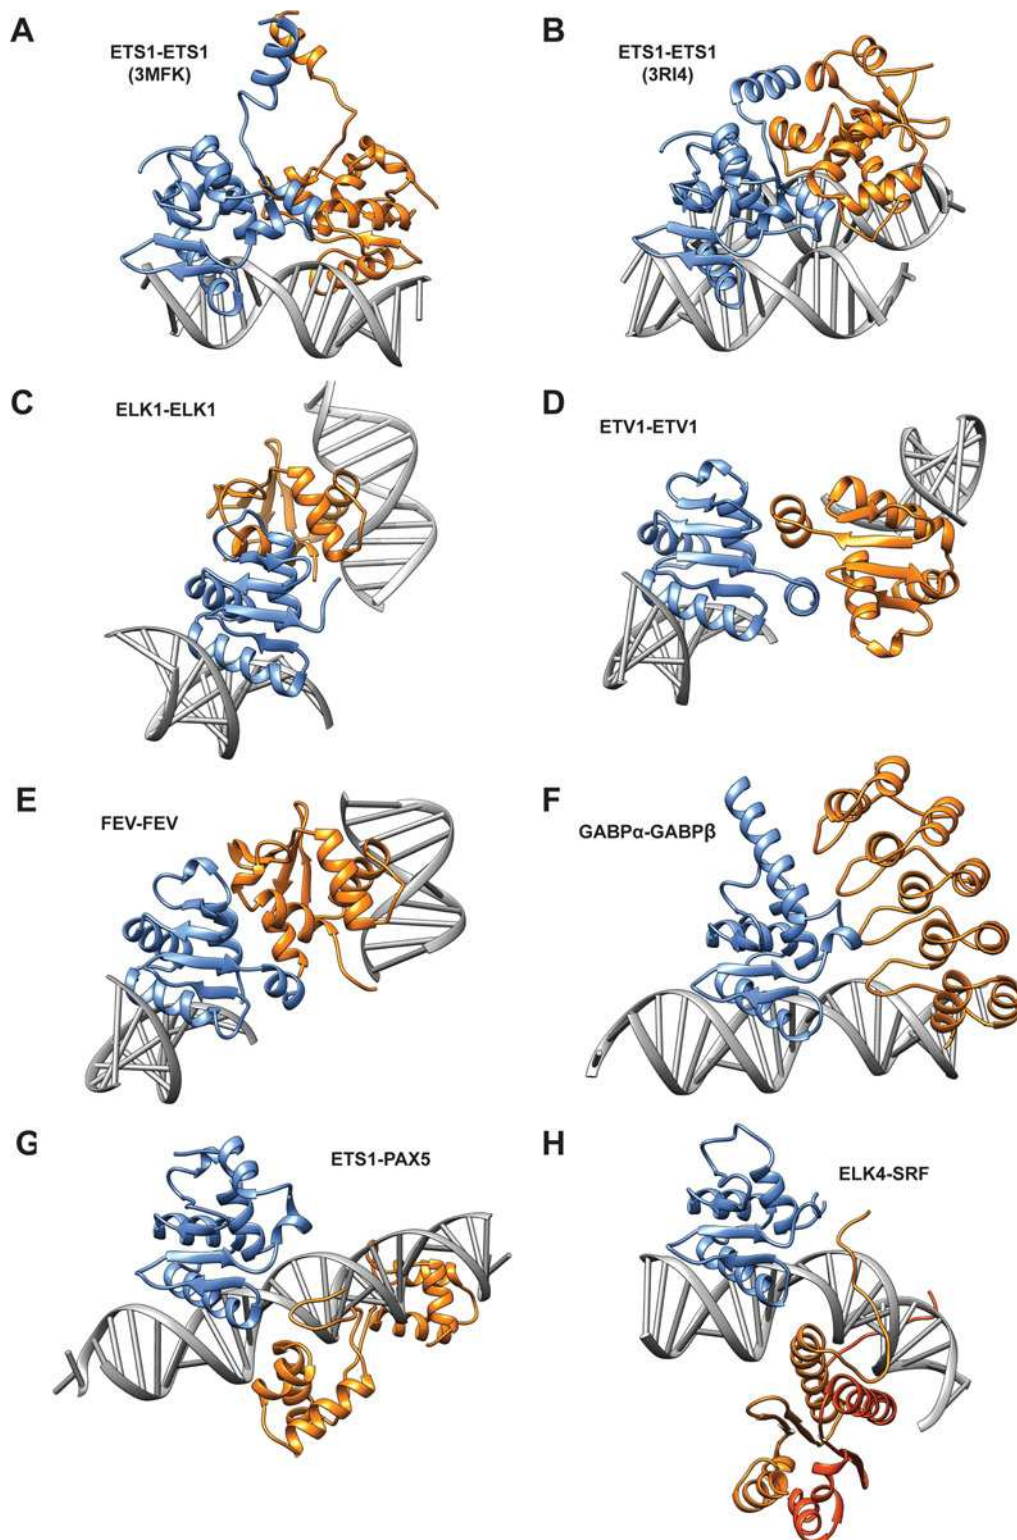 A
ETS1-ETS1
(3MFK)
B
ETS1-ETS1
(3RI4)
C
ELK1-ELK1
D
ETV1-ETV1
E
FEV-FEV
F
GABPα-GABPβ
G
ETS1-PAX5
H
ELK4-SRF